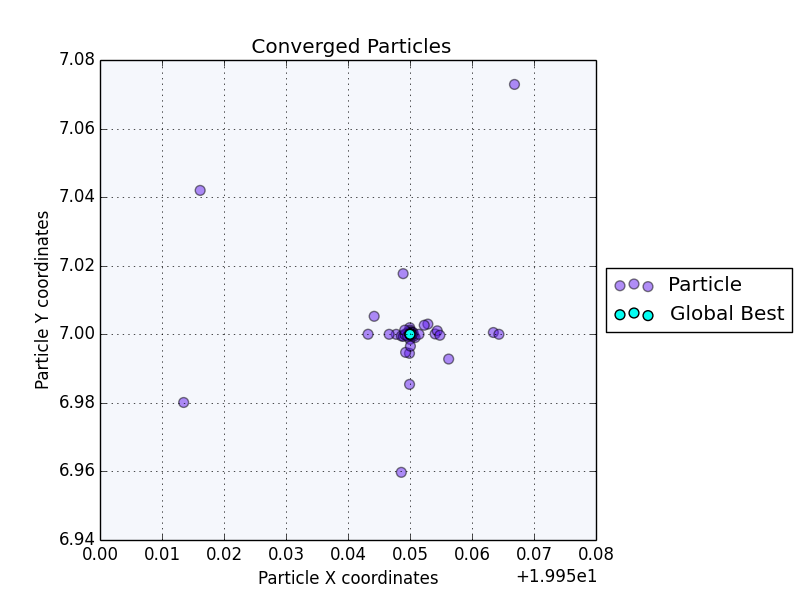 Converged Particles
7.08
7.06
7.04
7.02
7.00
6.98
6.96
6.94
Particle Y coordinates
0.00 0.01 0.02 0.03 0.04 0.05 0.06 0.07 0.08
Particle X coordinates
+1.995e1
Particle
Global Best